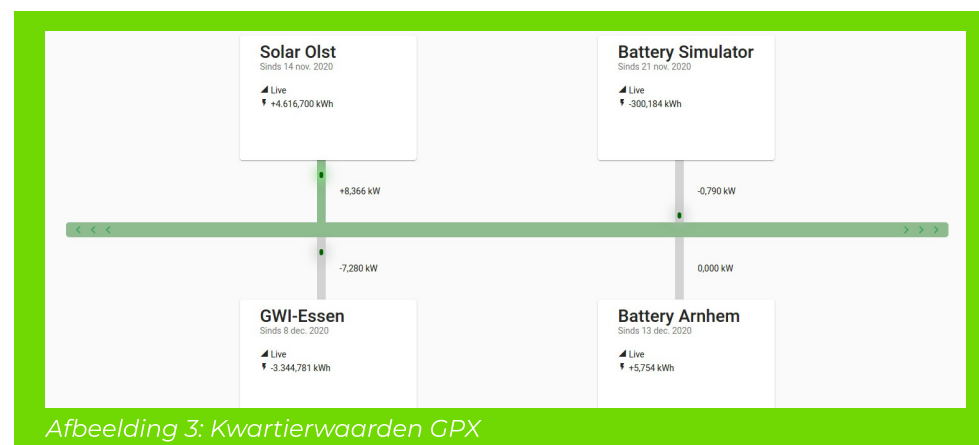 Solar Olst
Sinds 14 nov. 2020
Live
+4.616,700 kWh
Battery Simulator
Sinds 21 nov. 2020
Live
-300,184 kWh
+8,366 kW
-0,790 kW
-7,280 kW
0,000 kW
GWI-Essen
Sinds 8 dec. 2020
Live
-3.344,781 kWh
Battery Arnhem
Sinds 13 dec. 2020
Live
+5,754 kWh
Afbeelding 3: Kwartierwaarden GPX